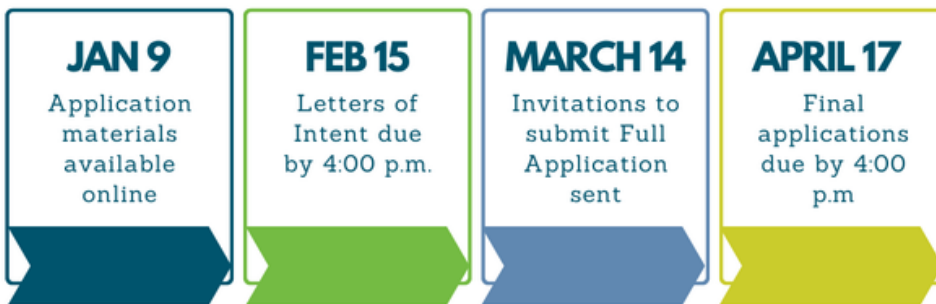 JAN 9
Application
materials
available
online
FEB 15
Letters of
Intent due
by 4:00 p.m.
MARCH 14
Invitations to
submit Full
Application
sent
APRIL 17
Final
applications
due by 4:00
p.m